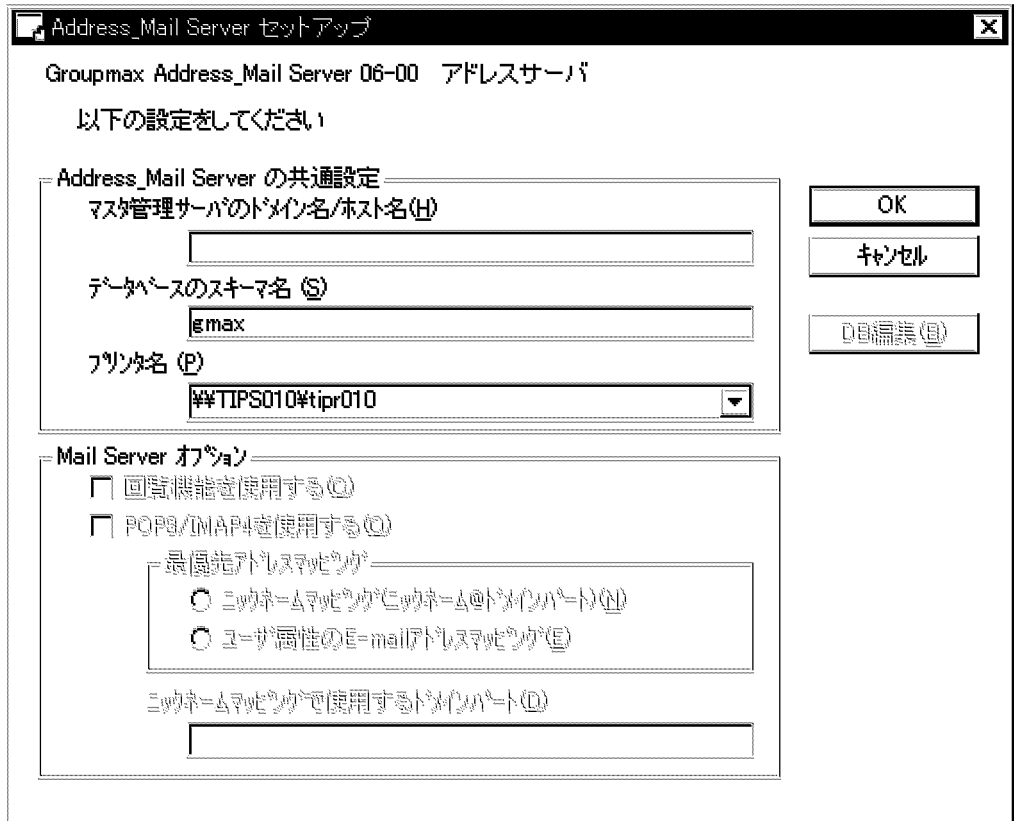 Address_Mail Server セットアップ
Groupmax Address_Mail Server 06-00　アドレスサーバ
以下の設定をしてください
Address_Mail Server の共通設定
マスタ管理サーバのドメイン名/ホスト名(H)
OK
キャンセル
データベースのスキーマ名 (S)
gmax
DB編集(B)
プリンタ名 (P)
¥¥TIPS010¥tipr010
Mail Server オプション
回覧機能を使用する(C)
POP3/IMAP4を使用する(Q)
最優先アドレスマッピング
ニックネームマッピング(ニックネーム@ドメインパート)(N)
ユーザ属性のE-mailアドレスマッピング(E)
ニックネームマッピングで使用するドメインパート(D)